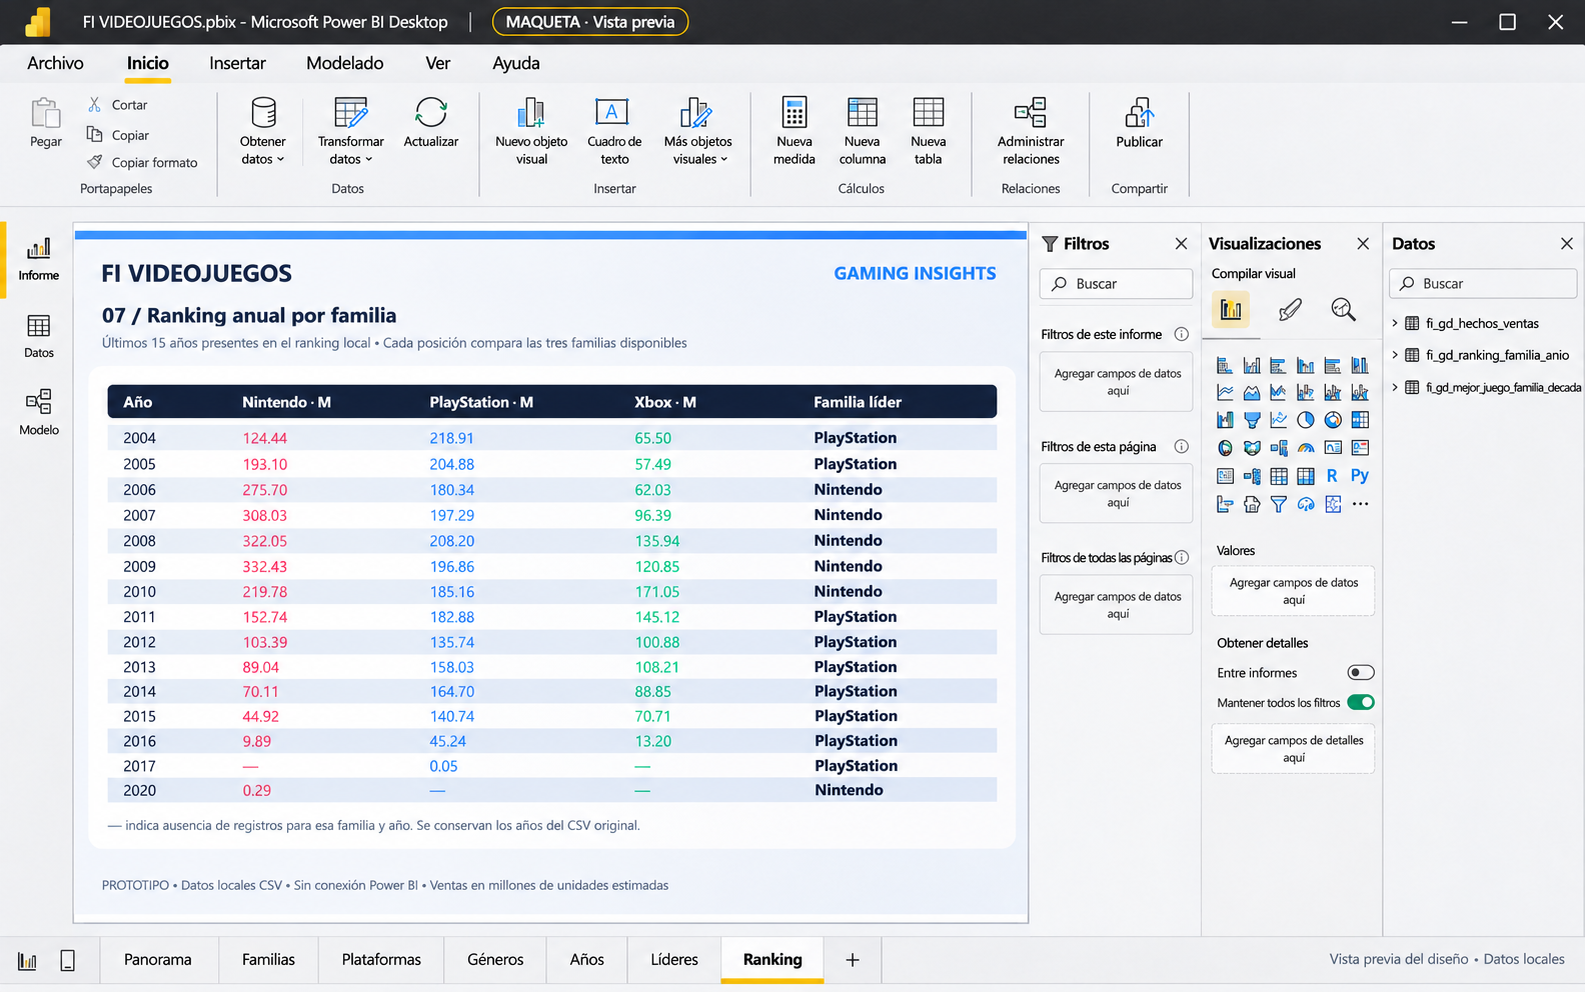 FI VIDEOJUEGOS.pbix - Microsoft Power BI Desktop
MAQUETA · Vista previa
Archivo
Inicio
Insertar
Modelado
Ver
Ayuda
Pegar
Cortar
Copiar
Copiar formato
Portapapeles
Obtener
datos
Transformar
datos
Actualizar
Datos
Nuevo objeto
visual
Cuadro de
texto
Más objetos
visuales
Insertar
Nueva
medida
Nueva
columna
Nueva
tabla
Cálculos
Administrar
relaciones
Relaciones
Publicar
Compartir
Informe
Datos
Modelo
FI VIDEOJUEGOS
GAMING INSIGHTS
07 / Ranking anual por familia
Últimos 15 años presentes en el ranking local • Cada posición compara las tres familias disponibles
Año Nintendo · M PlayStation · M Xbox · M Familia líder
2004 124.44 218.91 65.50 PlayStation
2005 193.10 204.88 57.49 PlayStation
2006 275.70 180.34 62.03 Nintendo
2007 308.03 197.29 96.39 Nintendo
2008 322.05 208.20 135.94 Nintendo
2009 332.43 196.86 120.85 Nintendo
2010 219.78 185.16 171.05 Nintendo
2011 152.74 182.88 145.12 PlayStation
2012 103.39 135.74 100.88 PlayStation
2013 89.04 158.03 108.21 PlayStation
2014 70.11 164.70 88.85 PlayStation
2015 44.92 140.74 70.71 PlayStation
2016 9.89 45.24 13.20 PlayStation
2017 — 0.05 — PlayStation
2020 0.29 — — Nintendo
— indica ausencia de registros para esa familia y año. Se conservan los años del CSV original.
PROTOTIPO • Datos locales CSV • Sin conexión Power BI • Ventas en millones de unidades estimadas
Filtros
Buscar
Filtros de este informe
Agregar campos de datos
aquí
Filtros de esta página
Agregar campos de datos
aquí
Filtros de todas las páginas
Agregar campos de datos
aquí
Visualizaciones
Compilar visual
R Py
Valores
Agregar campos de datos
aquí
Obtener detalles
Entre informes
Mantener todos los filtros
Agregar campos de detalles
aquí
Datos
Buscar
fi_gd_hechos_ventas
fi_gd_ranking_familia_anio
fi_gd_mejor_juego_familia_decada
Panorama
Familias
Plataformas
Géneros
Años
Líderes
Ranking
Vista previa del diseño • Datos locales